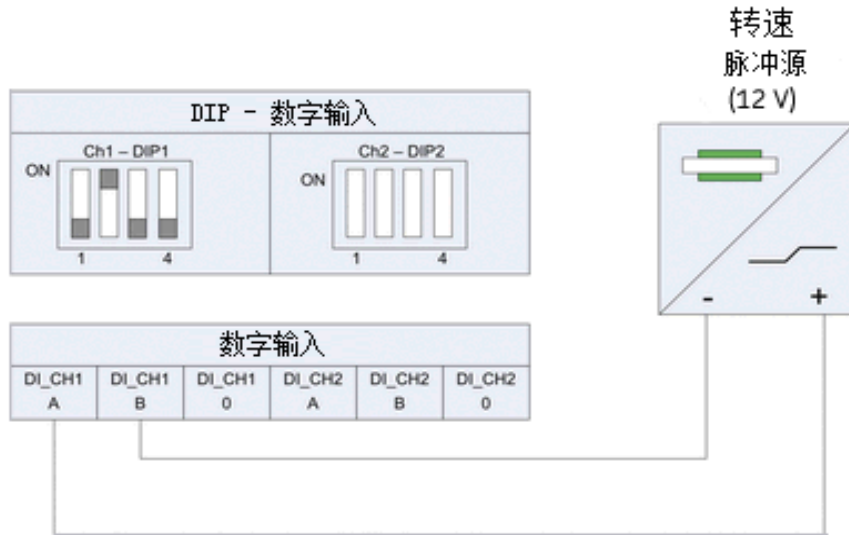 转速
脉冲源
(12 V)
DIP - 数字输入
Ch1 – DIP1
Ch2 – DIP2
ON
ON
1 4
1 4
- +
数字输入
DI_CH1 DI_CH1 DI_CH1 DI_CH2 DI_CH2 DI_CH2
A B 0 A B 0